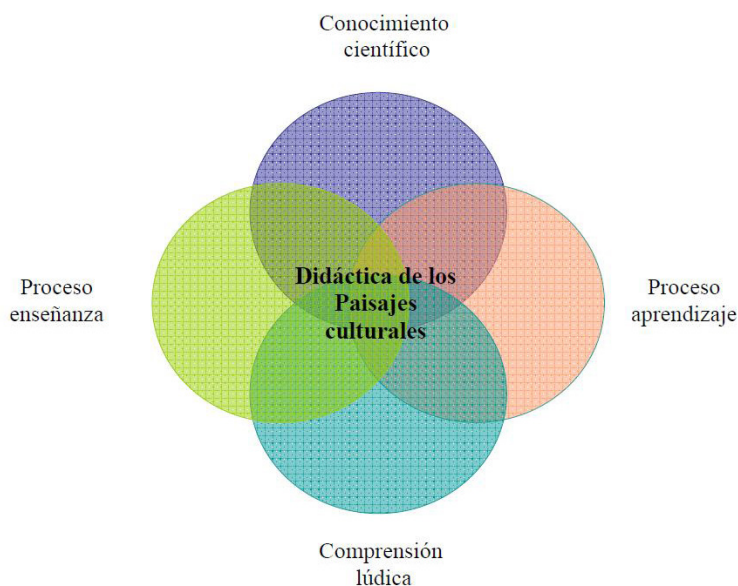 Conocimiento
científico
Didáctica de los
Paisajes
culturales
Proceso
enseñanza
Proceso
aprendizaje
Comprensión
lúdica